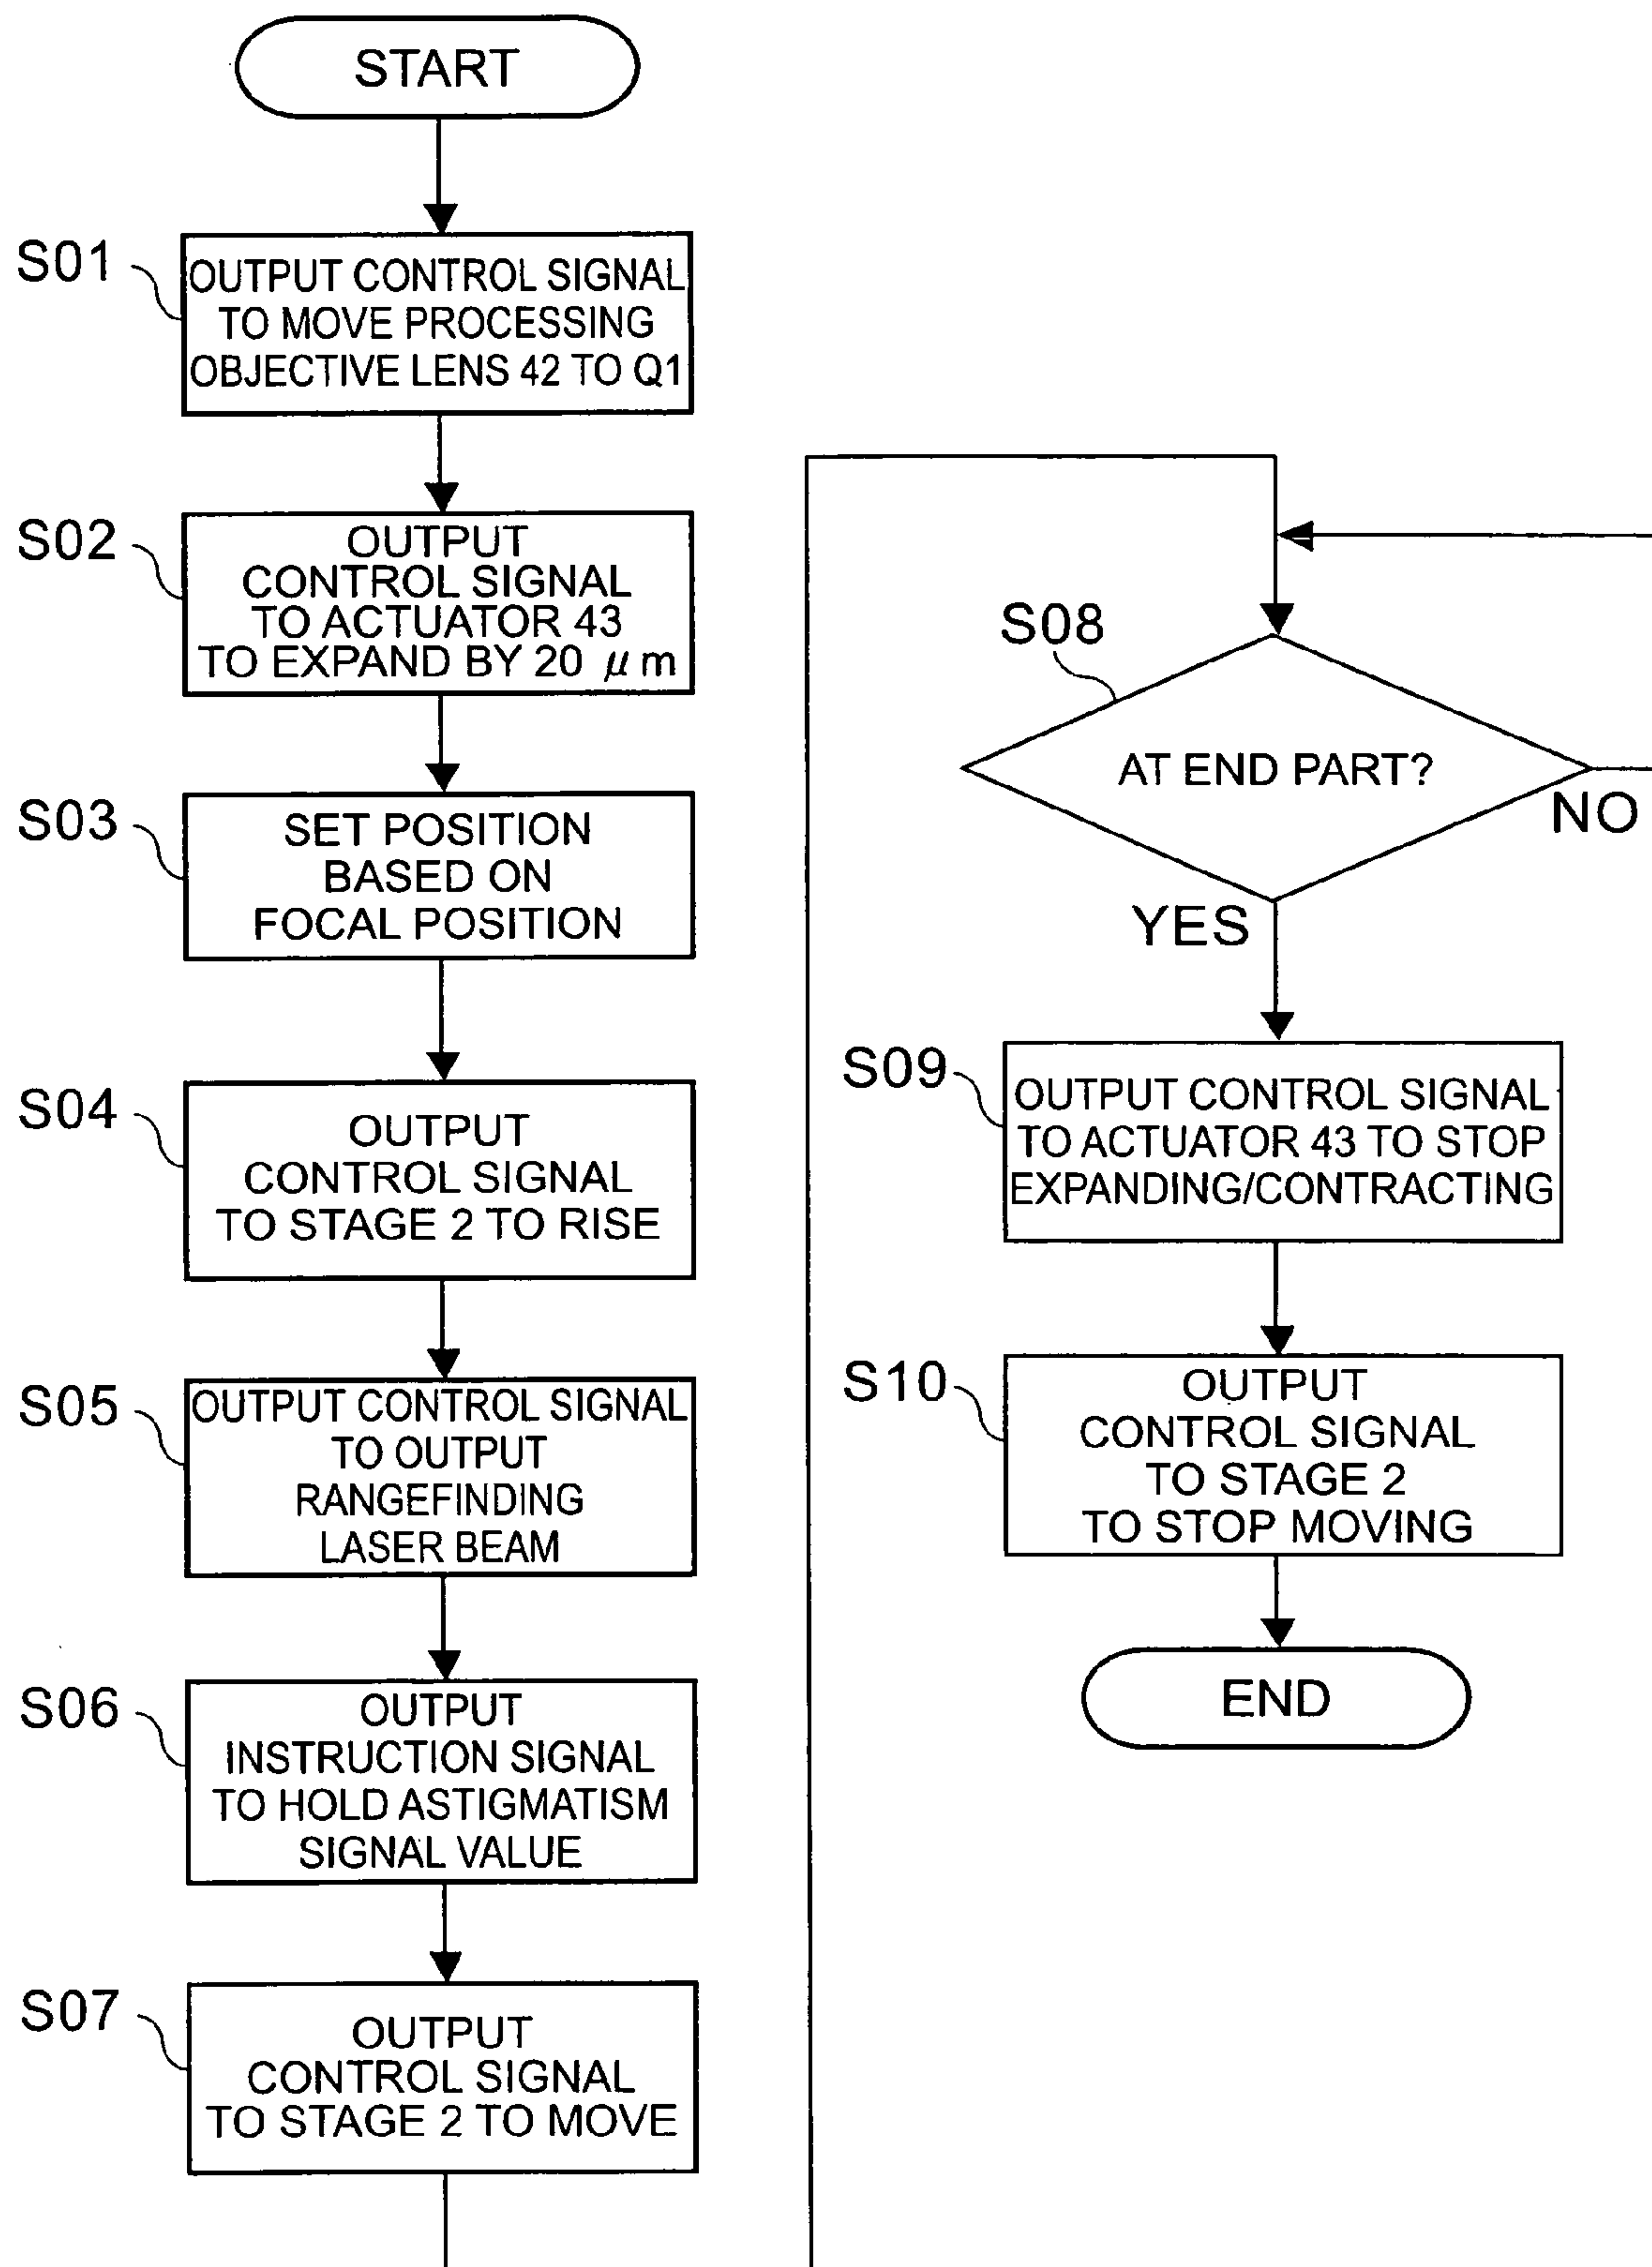 START
S01
OUTPUT CONTROL SIGNAL
TO MOVE PROCESSING
OBJECTIVE LENS 42 TO Q1
S02
OUTPUT
CONTROL SIGNAL
TO ACTUATOR 43
TO EXPAND BY 20 μm
S03
SET POSITION
BASED ON
FOCAL POSITION
S04
OUTPUT
CONTROL SIGNAL
TO STAGE 2 TO RISE
S05
OUTPUT CONTROL SIGNAL
TO OUTPUT
RANGEFINDING
LASER BEAM
S06
OUTPUT
INSTRUCTION SIGNAL
TO HOLD ASTIGMATISM
SIGNAL VALUE
S07
OUTPUT
CONTROL SIGNAL
TO STAGE 2 TO MOVE
S08
AT END PART?
NO
YES
S09
OUTPUT CONTROL SIGNAL
TO ACTUATOR 43 TO STOP
EXPANDING/CONTRACTING
S10
OUTPUT
CONTROL SIGNAL
TO STAGE 2
TO STOP MOVING
END